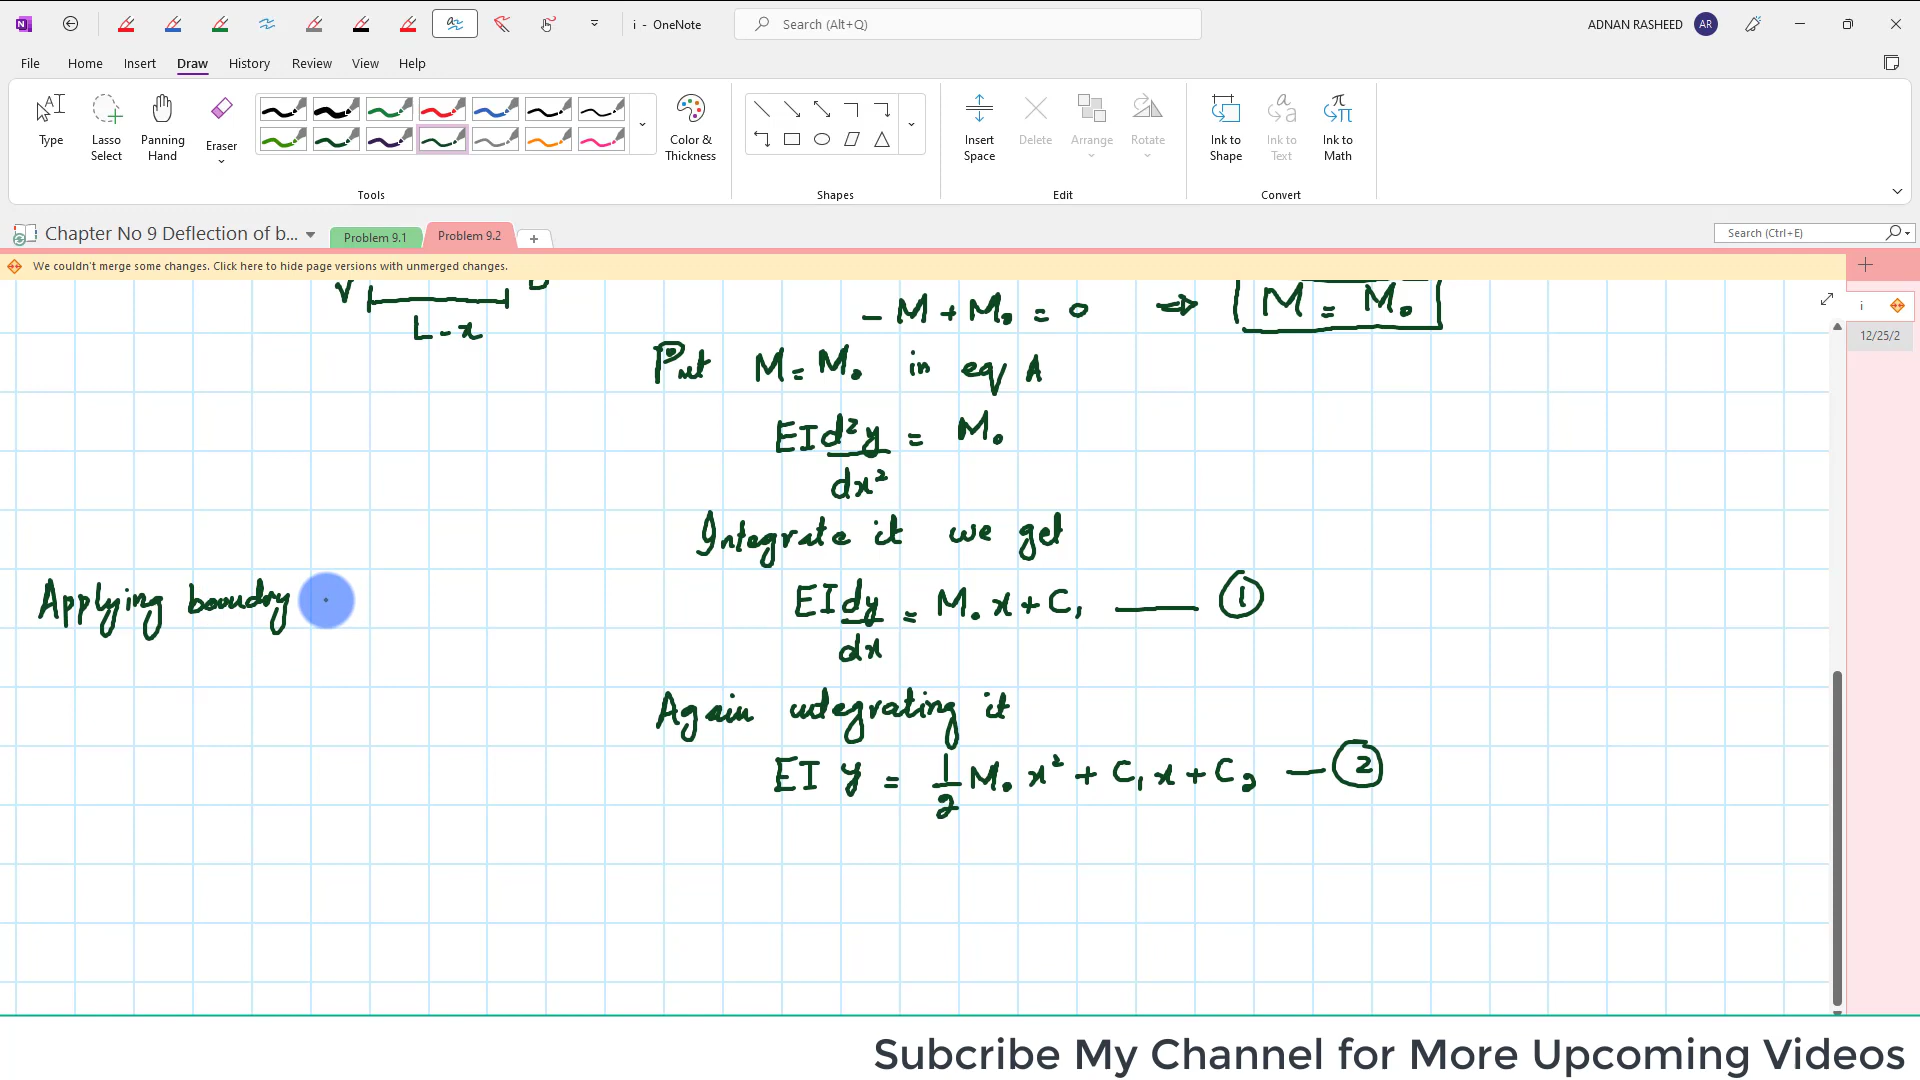 i - OneNote
Search (Alt+Q)
ADNAN RASHEED AR
File Home Insert Draw History Review View Help
Type
Lasso Select
Panning Hand
Eraser
Color & Thickness
Insert Space
Delete
Arrange
Rotate
Ink to Shape
Ink to Text
Ink to Math
Tools
Shapes
Edit
Convert
Chapter No 9 Deflection of b...
Problem 9.1
Problem 9.2
Search (Ctrl+E)
We couldn't merge some changes. Click here to hide page versions with unmerged changes.
i
12/25/2
V
L - x
- M + M₀ = 0 ⇒ M = M₀
Put M = M₀ in eq A
EI d²y/dx² = M₀
Integrate it we get
Applying boundry
EI dy/dx = M₀ x + C₁ —— ①
Again integrating it
EI y = 1/2 M₀ x² + C₁ x + C₂ — ②
Subcribe My Channel for More Upcoming Videos